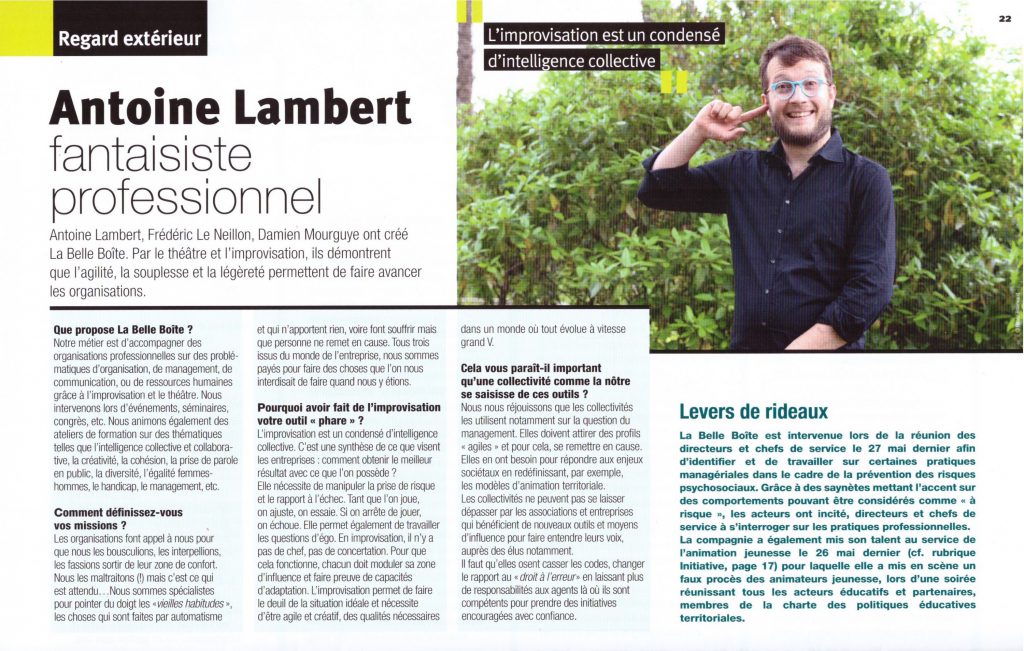 Regard extérieur
22
L'improvisation est un condensé
d'intelligence collective
Antoine Lambert
fantaisiste
professionnel
Antoine Lambert, Frédéric Le Neillon, Damien Mourguye ont créé
La Belle Boîte. Par le théâtre et l'improvisation, ils démontrent
que l'agilité, la souplesse et la légèreté permettent de faire avancer
les organisations.
Que propose La Belle Boîte ?
Notre métier est d'accompagner des
organisations professionnelles sur des problé-
matiques d'organisation, de management, de
communication, ou de ressources humaines
grâce à l'improvisation et le théâtre. Nous
intervenons lors d'événements, séminaires,
congrès, etc. Nous animons également des
ateliers de formation sur des thématiques
telles que l'intelligence collective et collabora-
tive, la créativité, la cohésion, la prise de parole
en public, la diversité, l'égalité femmes-
hommes, le handicap, le management, etc.
Comment définissez-vous
vos missions ?
Les organisations font appel à nous pour
que nous les bousculions, les interpellions,
les fassions sortir de leur zone de confort.
Nous les maltraitons (!) mais c'est ce qui
est attendu…Nous sommes spécialistes
pour pointer du doigt les «vieilles habitudes»,
les choses qui sont faites par automatisme
et qui n'apportent rien, voire font souffrir mais
que personne ne remet en cause. Tous trois
issus du monde de l'entreprise, nous sommes
payés pour faire des choses que l'on nous
interdisait de faire quand nous y étions.
Pourquoi avoir fait de l'improvisation
votre outil « phare » ?
L'improvisation est un condensé d'intelligence
collective. C'est une synthèse de ce que visent
les entreprises : comment obtenir le meilleur
résultat avec ce que l'on possède ?
Elle nécessite de manipuler la prise de risque
et le rapport à l'échec. Tant que l'on joue,
on ajuste, on essaie. Si on arrête de jouer,
on échoue. Elle permet également de travailler
les questions d'égo. En improvisation, il n'y a
pas de chef, pas de concertation. Pour que
cela fonctionne, chacun doit moduler sa zone
d'influence et faire preuve de capacités
d'adaptation. L'improvisation permet de faire
le deuil de la situation idéale et nécessite
d'être agile et créatif, des qualités nécessaires
dans un monde où tout évolue à vitesse
grand V.
Cela vous paraît-il important
qu'une collectivité comme la nôtre
se saisisse de ces outils ?
Nous nous réjouissons que les collectivités
les utilisent notamment sur la question du
management. Elles doivent attirer des profils
« agiles » et pour cela, se remettre en cause.
Elles en ont besoin pour répondre aux enjeux
sociétaux en redéfinissant, par exemple,
les modèles d'animation territoriale.
Les collectivités ne peuvent pas se laisser
dépasser par les associations et entreprises
qui bénéficient de nouveaux outils et moyens
d'influence pour faire entendre leurs voix,
auprès des élus notamment.
Il faut qu'elles osent casser les codes, changer
le rapport au «droit à l'erreur» en laissant plus
de responsabilités aux agents là où ils sont
compétents pour prendre des initiatives
encouragées avec confiance.
Levers de rideaux
La Belle Boîte est intervenue lors de la réunion des
directeurs et chefs de service le 27 mai dernier afin
d'identifier et de travailler sur certaines pratiques
managériales dans le cadre de la prévention des risques
psychosociaux. Grâce à des saynètes mettant l'accent sur
des comportements pouvant être considérés comme « à
risque », les acteurs ont incité, directeurs et chefs de
service à s'interroger sur les pratiques professionnelles.
La compagnie a également mis son talent au service de
l'animation jeunesse le 26 mai dernier (cf. rubrique
Initiative, page 17) pour laquelle elle a mis en scène un
faux procès des animateurs jeunesse, lors d'une soirée
réunissant tous les acteurs éducatifs et partenaires,
membres de la charte des politiques éducatives
territoriales.